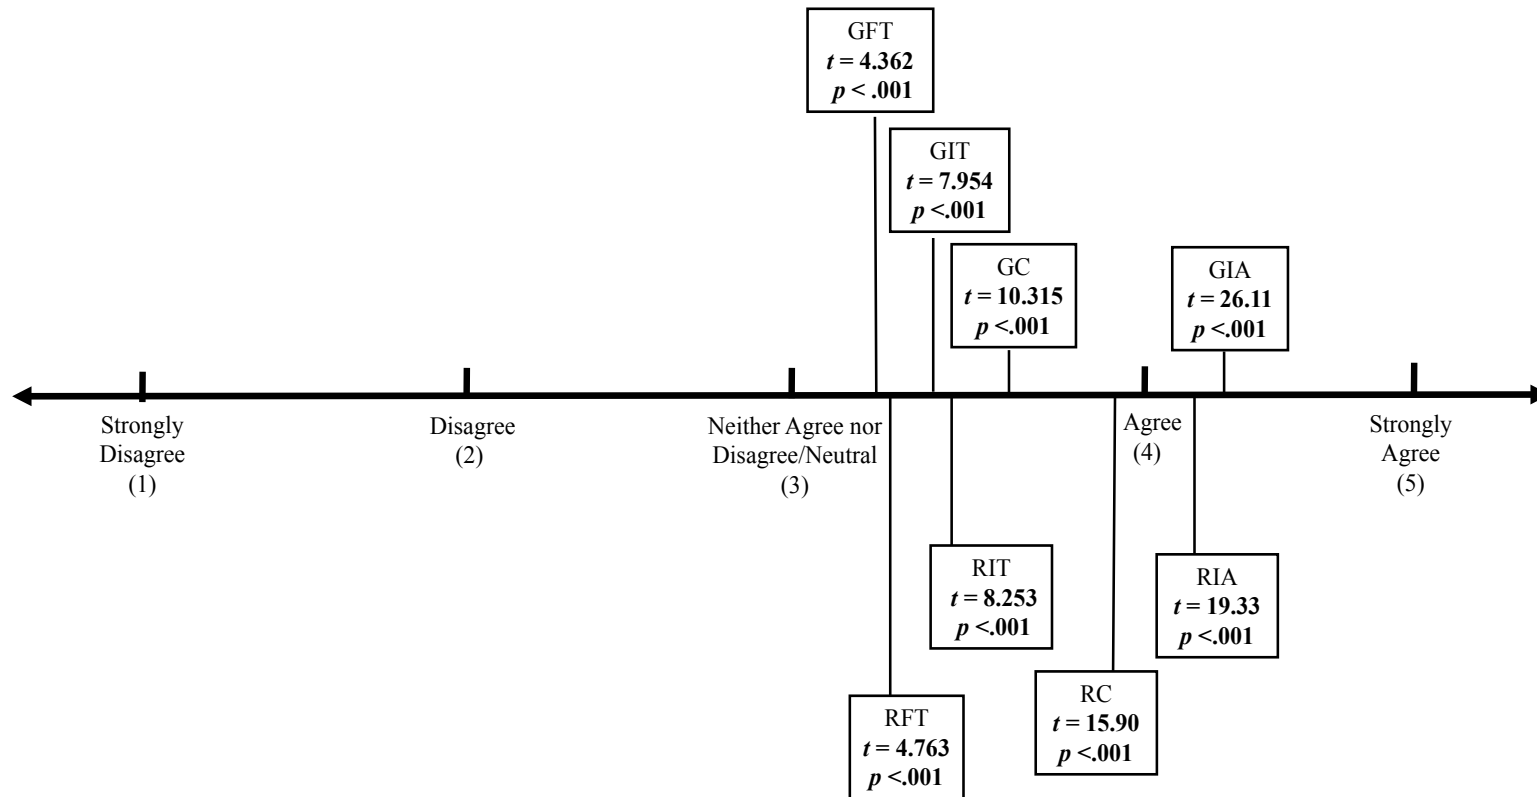 GFT
t = 4.362
p < .001
GIT
t = 7.954
p <.001
GC
t = 10.315
p <.001
GIA
t = 26.11
p <.001
Strongly
Disagree
(1)
Disagree
(2)
Neither Agree nor
Disagree/Neutral
(3)
Agree
(4)
Strongly
Agree
(5)
RIT
t = 8.253
p <.001
RIA
t = 19.33
p <.001
RFT
t = 4.763
p <.001
RC
t = 15.90
p <.001